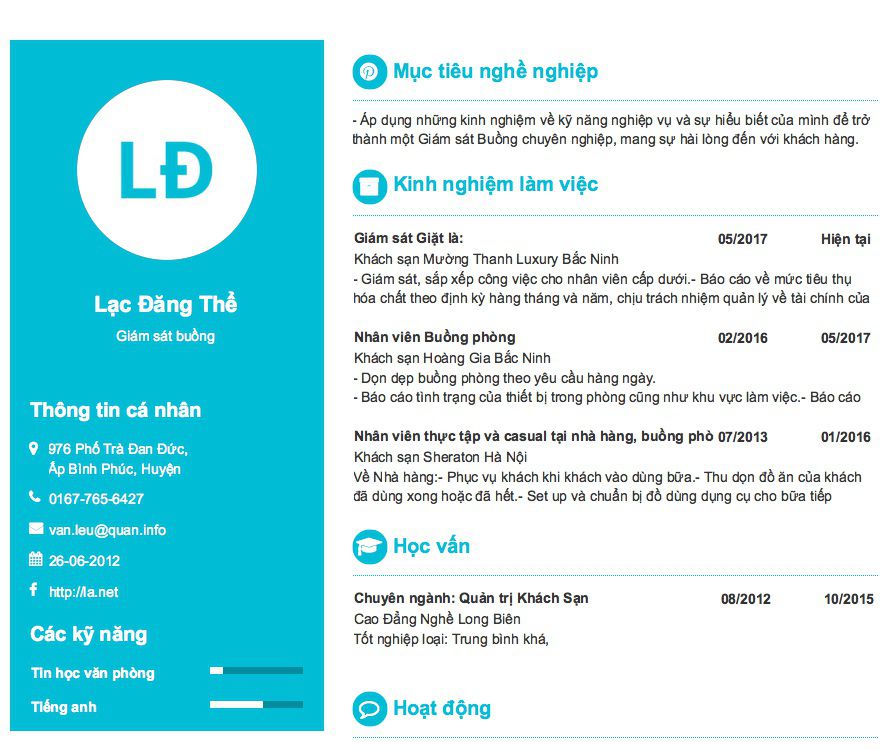 LĐ
Lạc Đăng Thể
Giám sát buồng
Thông tin cá nhân
976 Phố Trà Đan Đức,
Ấp Bình Phúc, Huyện
0167-765-6427
van.leu@quan.info
26-06-2012
http://la.net
Các kỹ năng
Tin học văn phòng
Tiếng anh
Mục tiêu nghề nghiệp
- Áp dụng những kinh nghiệm về kỹ năng nghiệp vụ và sự hiểu biết của mình để trở
thành một Giám sát Buồng chuyên nghiệp, mang sự hài lòng đến với khách hàng.
Kinh nghiệm làm việc
Giám sát Giặt là: 05/2017 Hiện tại
Khách sạn Mường Thanh Luxury Bắc Ninh
- Giám sát, sắp xếp công việc cho nhân viên cấp dưới.- Báo cáo về mức tiêu thụ
hóa chất theo định kỳ hàng tháng và năm, chịu trách nhiệm quản lý về tài chính của
Nhân viên Buồng phòng 02/2016 05/2017
Khách sạn Hoàng Gia Bắc Ninh
- Dọn dẹp buồng phòng theo yêu cầu hàng ngày.
- Báo cáo tình trạng của thiết bị trong phòng cũng như khu vực làm việc.- Báo cáo
Nhân viên thực tập và casual tại nhà hàng, buồng phò 07/2013 01/2016
Khách sạn Sheraton Hà Nội
Về Nhà hàng:- Phục vụ khách khi khách vào dùng bữa.- Thu dọn đồ ăn của khách
đã dùng xong hoặc đã hết.- Set up và chuẩn bị đồ dùng dụng cụ cho bữa tiếp
Học vấn
Chuyên ngành: Quản trị Khách Sạn 08/2012 10/2015
Cao Đẳng Nghề Long Biên
Tốt nghiệp loại: Trung bình khá,
Hoạt động